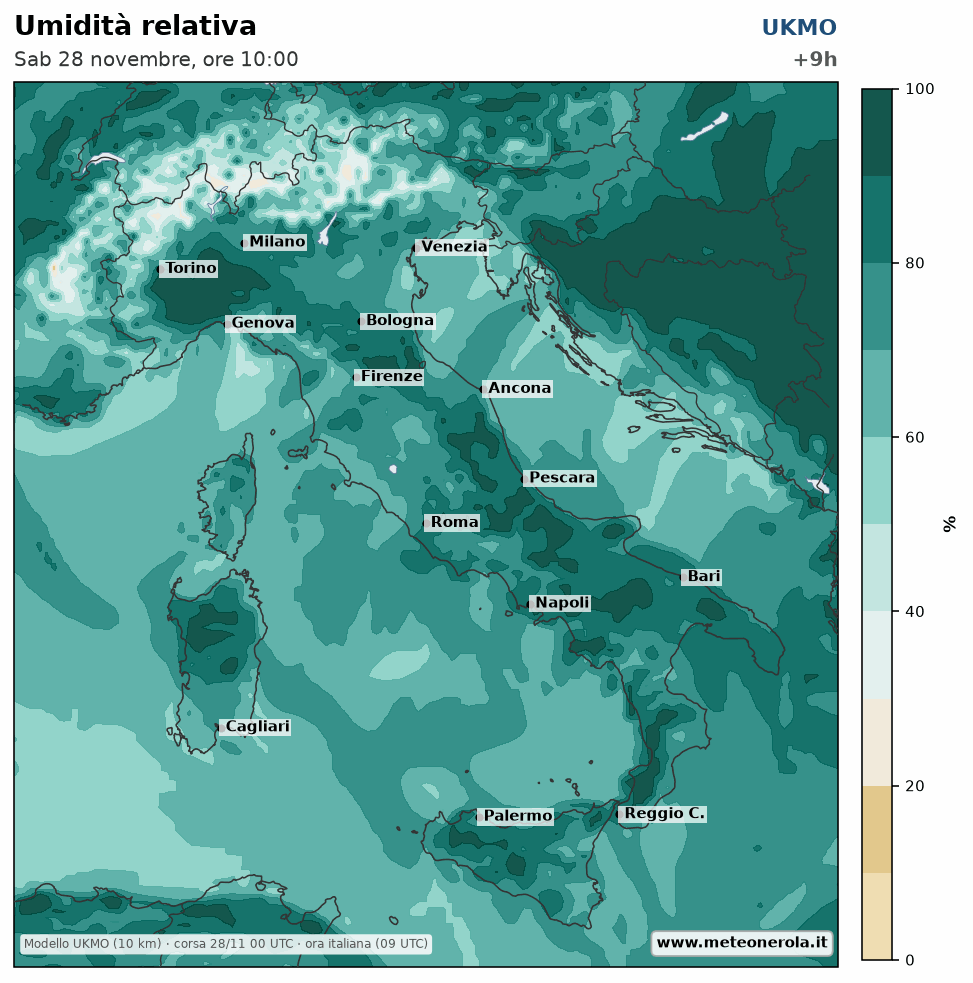 Umidità relativa
UKMO
Sab 28 novembre, ore 10:00
+9h
100
80
60
40
20
0
%
Milano
Venezia
Torino
Genova
Bologna
Firenze
Ancona
Pescara
Roma
Bari
Napoli
Cagliari
Palermo
Reggio C.
Modello UKMO (10 km) · corsa 28/11 00 UTC · ora italiana (09 UTC)
www.meteonerola.it